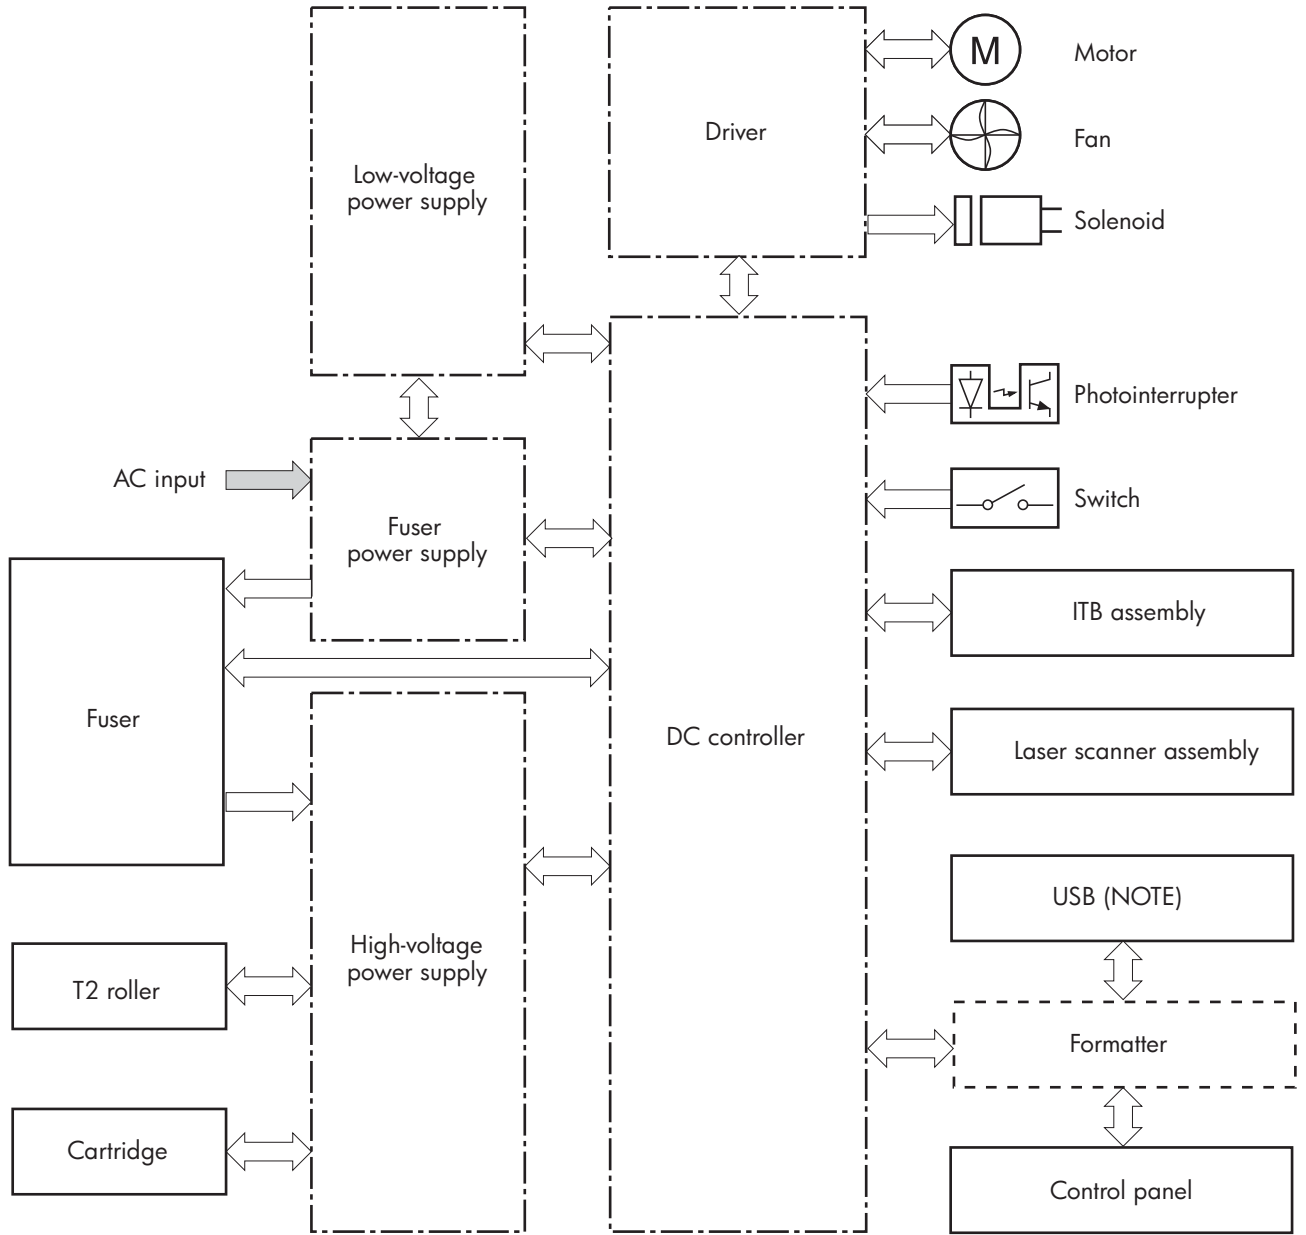 M
Motor
Driver
Fan
Low-voltage
power supply
Solenoid
Photointerrupter
AC input
Switch
Fuser
power supply
ITB assembly
Fuser
DC controller
Laser scanner assembly
USB (NOTE)
High-voltage
power supply
T2 roller
Formatter
Cartridge
Control panel